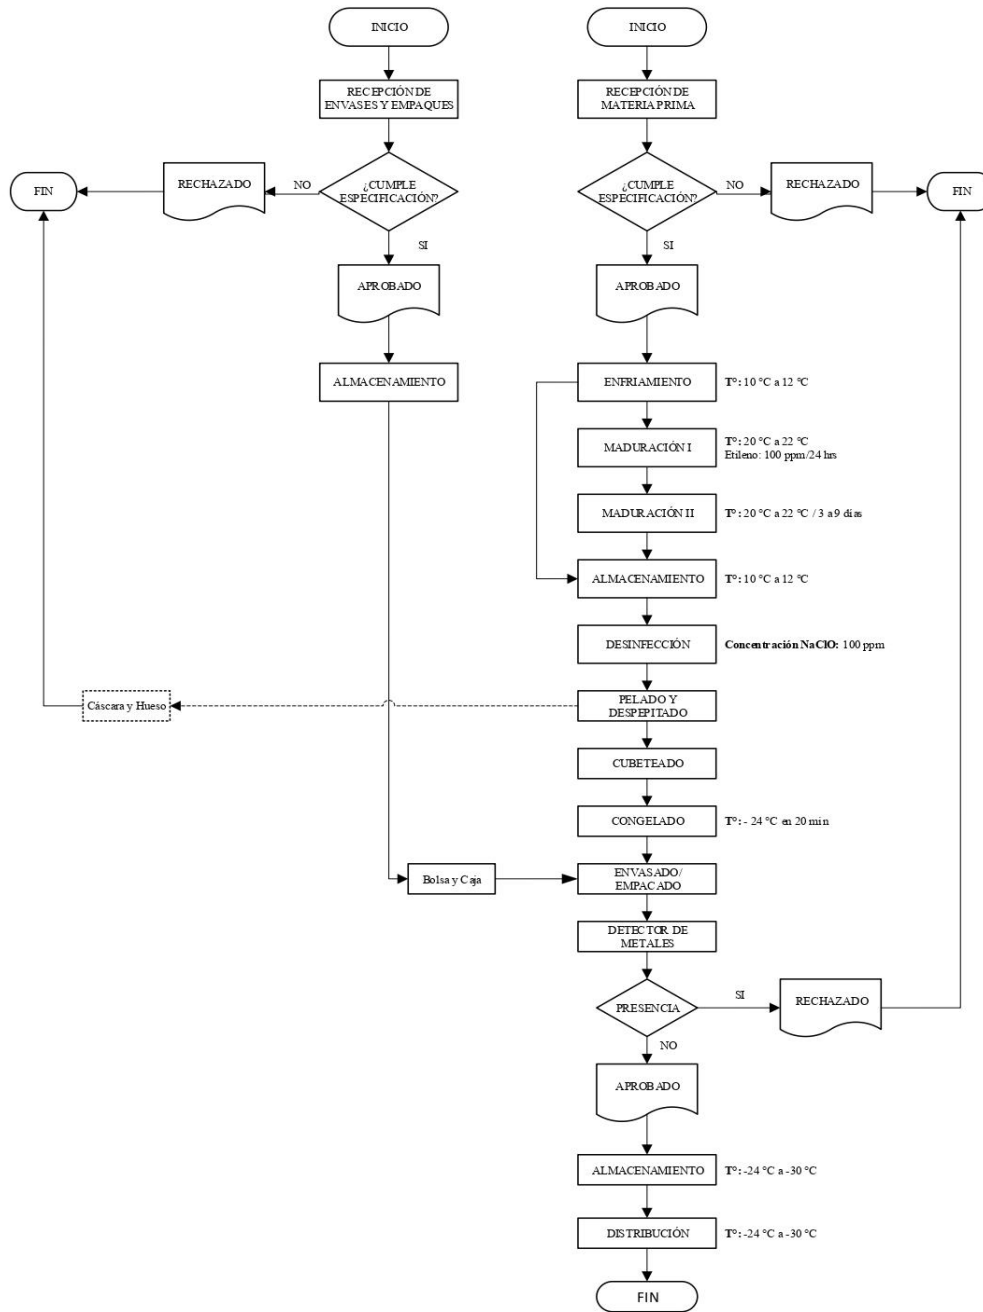 INICIO
INICIO
RECEPCIÓN DE
ENVASES Y EMPAQUES
RECEPCIÓN DE
MATERIA PRIMA
FIN
RECHAZADO
NO
¿CUMPLE
ESPECIFICACIÓN?
¿CUMPLE
ESPECIFICACIÓN?
NO
RECHAZADO
FIN
SI
SI
APROBADO
APROBADO
ALMACENAMIENTO
ENFRIAMIENTO
T°: 10 °C a 12 °C
MADURACIÓN I
T°: 20 °C a 22 °C
Etileno: 100 ppm/24 hrs
MADURACIÓN II
T°: 20 °C a 22 °C / 3 a 9 días
ALMACENAMIENTO
T°: 10 °C a 12 °C
DESINFECCIÓN
Concentración NaClO: 100 ppm
Cáscara y Hueso
PELADO Y
DESPEPITADO
CUBETEADO
CONGELADO
T°: - 24 °C en 20 min
Bolsa y Caja
ENVASADO/
EMPACADO
DETECTOR DE
METALES
PRESENCIA
SI
RECHAZADO
NO
APROBADO
ALMACENAMIENTO
T°: -24 °C a -30 °C
DISTRIBUCIÓN
T°: -24 °C a -30 °C
FIN